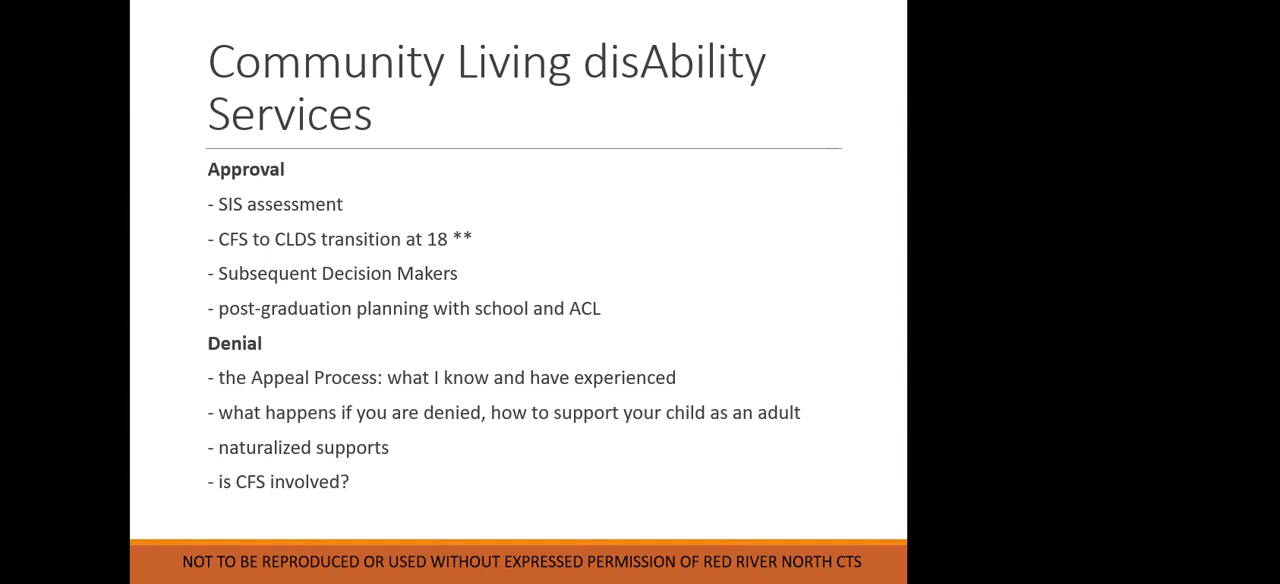 Community Living disAbility
Services
Approval
- SIS assessment
- CFS to CLDS transition at 18 **
- Subsequent Decision Makers
- post-graduation planning with school and ACL
Denial
- the Appeal Process: what I know and have experienced
- what happens if you are denied, how to support your child as an adult
- naturalized supports
- is CFS involved?
NOT TO BE REPRODUCED OR USED WITHOUT EXPRESSED PERMISSION OF RED RIVER NORTH CTS